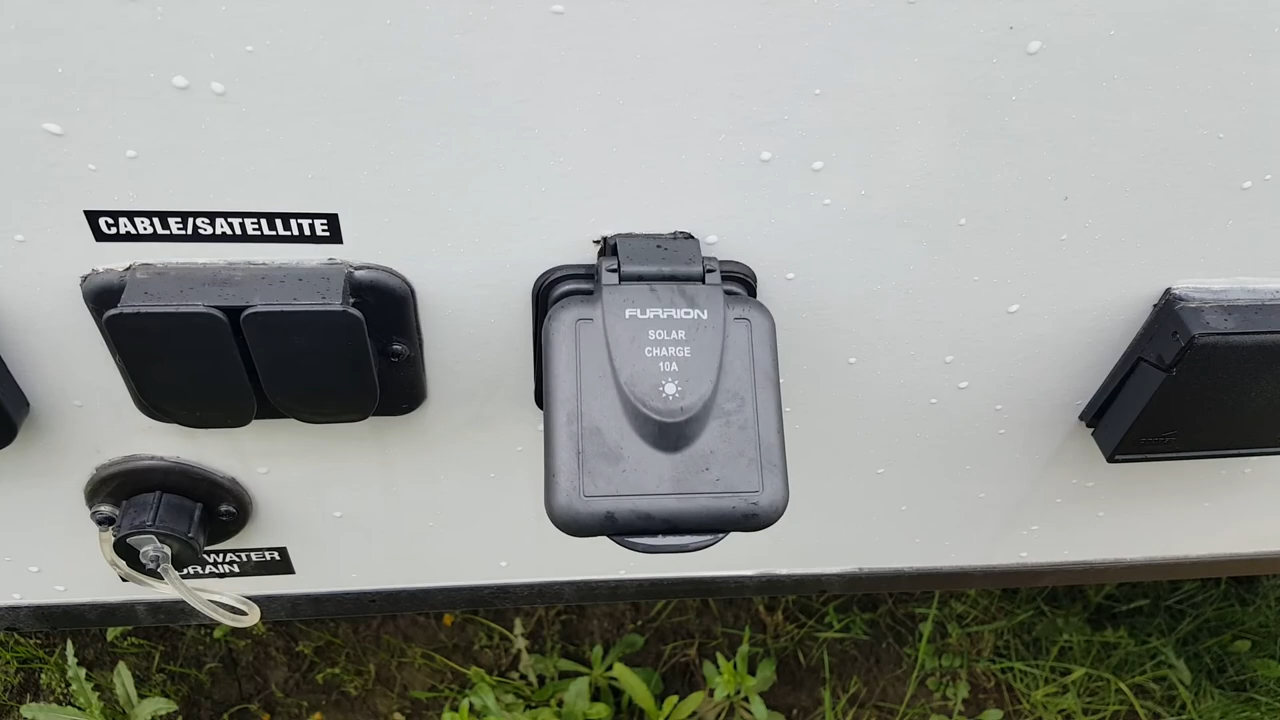 CABLE/SATELLITE
FURRION
SOLAR
CHARGE
10A
WATER
DRAIN